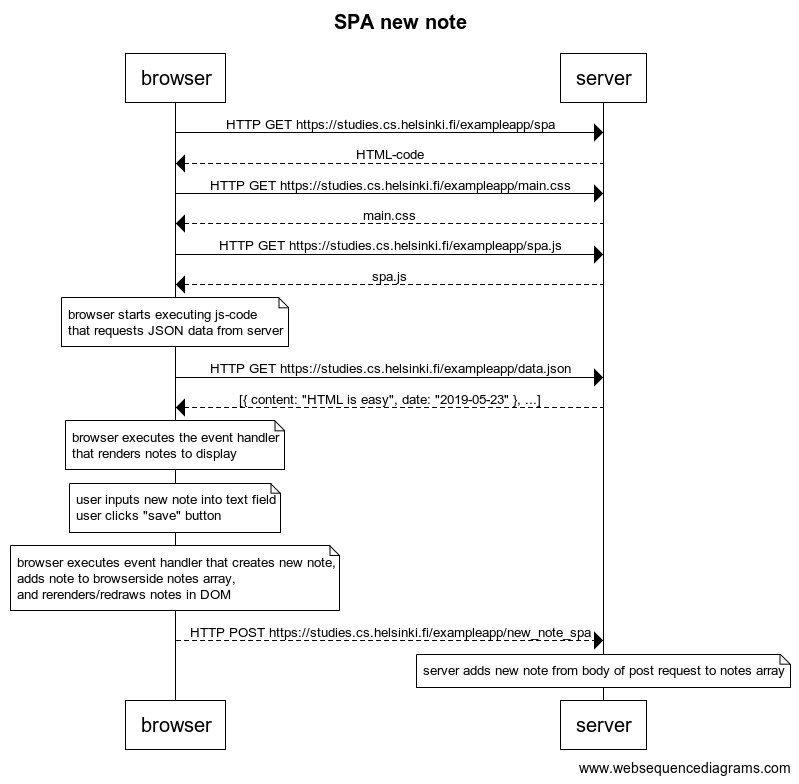 SPA new note
browser
server
HTTP GET https://studies.cs.helsinki.fi/exampleapp/spa
HTML-code
HTTP GET https://studies.cs.helsinki.fi/exampleapp/main.css
main.css
HTTP GET https://studies.cs.helsinki.fi/exampleapp/spa.js
spa.js
browser starts executing js-code
that requests JSON data from server
HTTP GET https://studies.cs.helsinki.fi/exampleapp/data.json
[{ content: "HTML is easy", date: "2019-05-23" }, ...]
browser executes the event handler
that renders notes to display
user inputs new note into text field
user clicks "save" button
browser executes event handler that creates new note,
adds note to browserside notes array,
and rerenders/redraws notes in DOM
HTTP POST https://studies.cs.helsinki.fi/exampleapp/new_note_spa
server adds new note from body of post request to notes array
browser
server
www.websequencediagrams.com